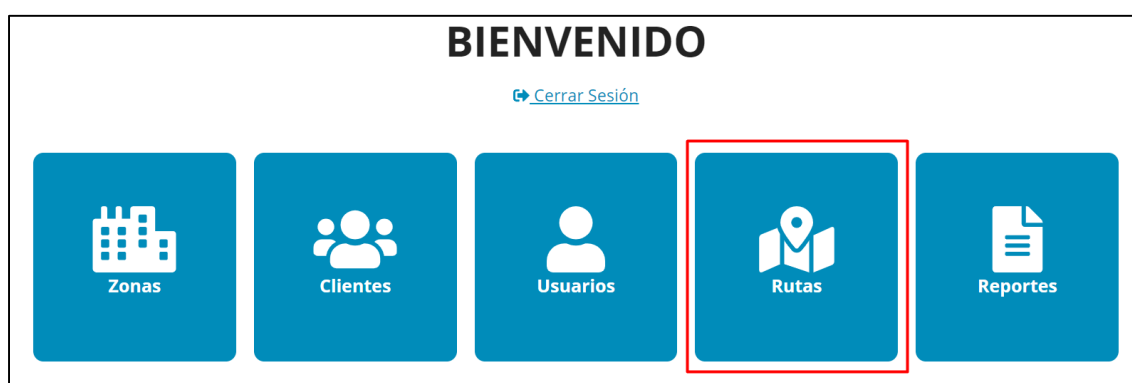 BIENVENIDO
Cerrar Sesión
Zonas
Clientes
Usuarios
Rutas
Reportes